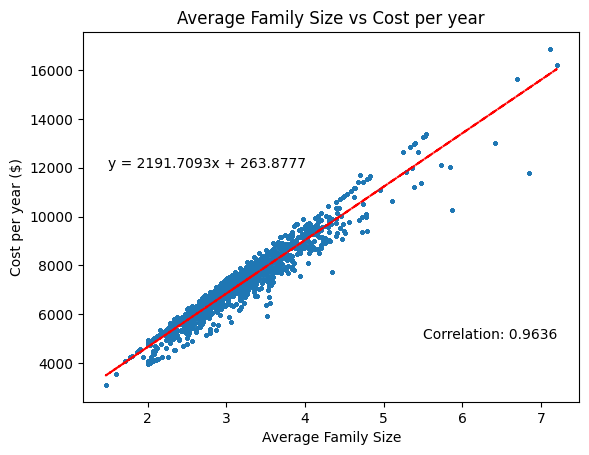 Average Family Size vs Cost per year
Cost per year ($)
16000
14000
12000
10000
8000
6000
4000
y = 2191.7093x + 263.8777
Correlation: 0.9636
2 3 4 5 6 7
Average Family Size